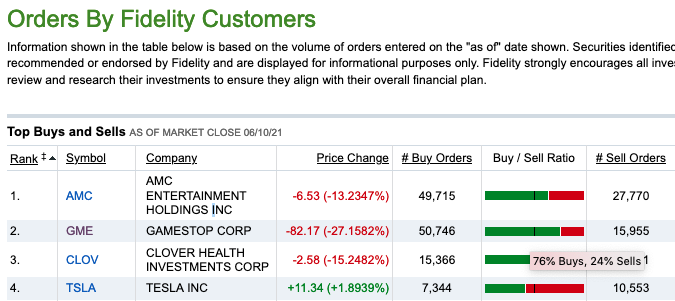 Orders By Fidelity Customers
Information shown in the table below is based on the volume of orders entered on the "as of" date shown. Securities identified
recommended or endorsed by Fidelity and are displayed for informational purposes only. Fidelity strongly encourages all
review and research their investments to ensure they align with their overall financial plan.
Top Buys and Sells AS OF MARKET CLOSE 06/10/21
Rank ‡ Symbol Company Price Change # Buy Orders Buy / Sell Ratio # Sell Orders
1. AMC AMC ENTERTAINMENT HOLDINGS INC -6.53 (-13.2347%) 49,715 27,770
2. GME GAMESTOP CORP -82.17 (-27.1582%) 50,746 15,955
3. CLOV CLOVER HEALTH INVESTMENTS CORP -2.58 (-15.2482%) 15,366 76% Buys, 24% Sells
4. TSLA TESLA INC +11.34 (+1.8939%) 7,344 10,553